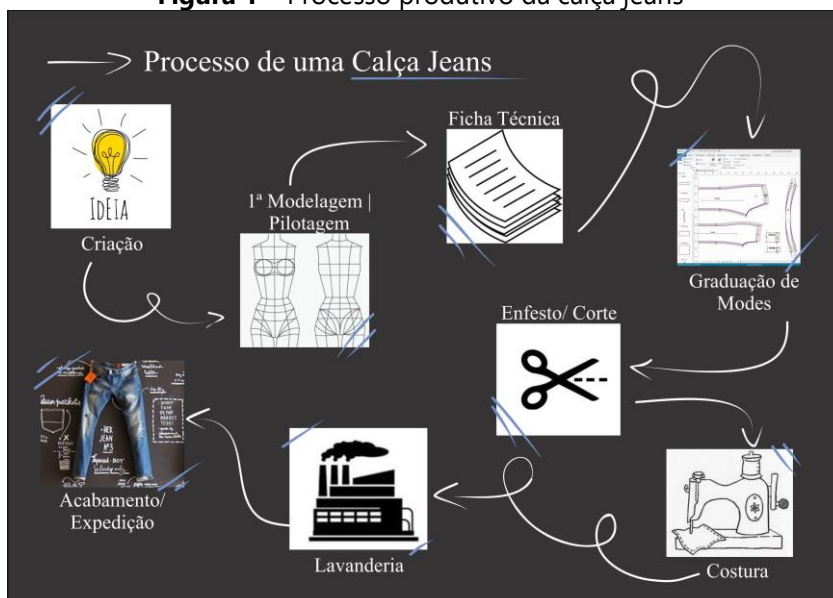 Figura 1 – Processo produtivo da calça jeans
Processo de uma Calça Jeans
IDEIA
Criação
1ª Modelagem |
Pilotagem
Ficha Técnica
Graduação de
Modes
Enfesto/ Corte
Costura
Lavanderia
Acabamento/
Expedição